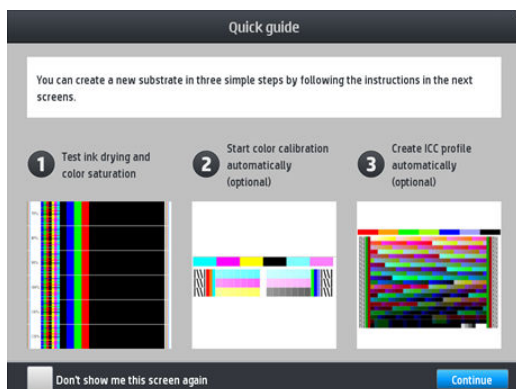 Quick guide
You can create a new substrate in three simple steps by following the instructions in the next
screens.
1
Test ink drying and
color saturation
2
Start color calibration
automatically
(optional)
3
Create ICC profile
automatically
(optional)
Don't show me this screen again
Continue